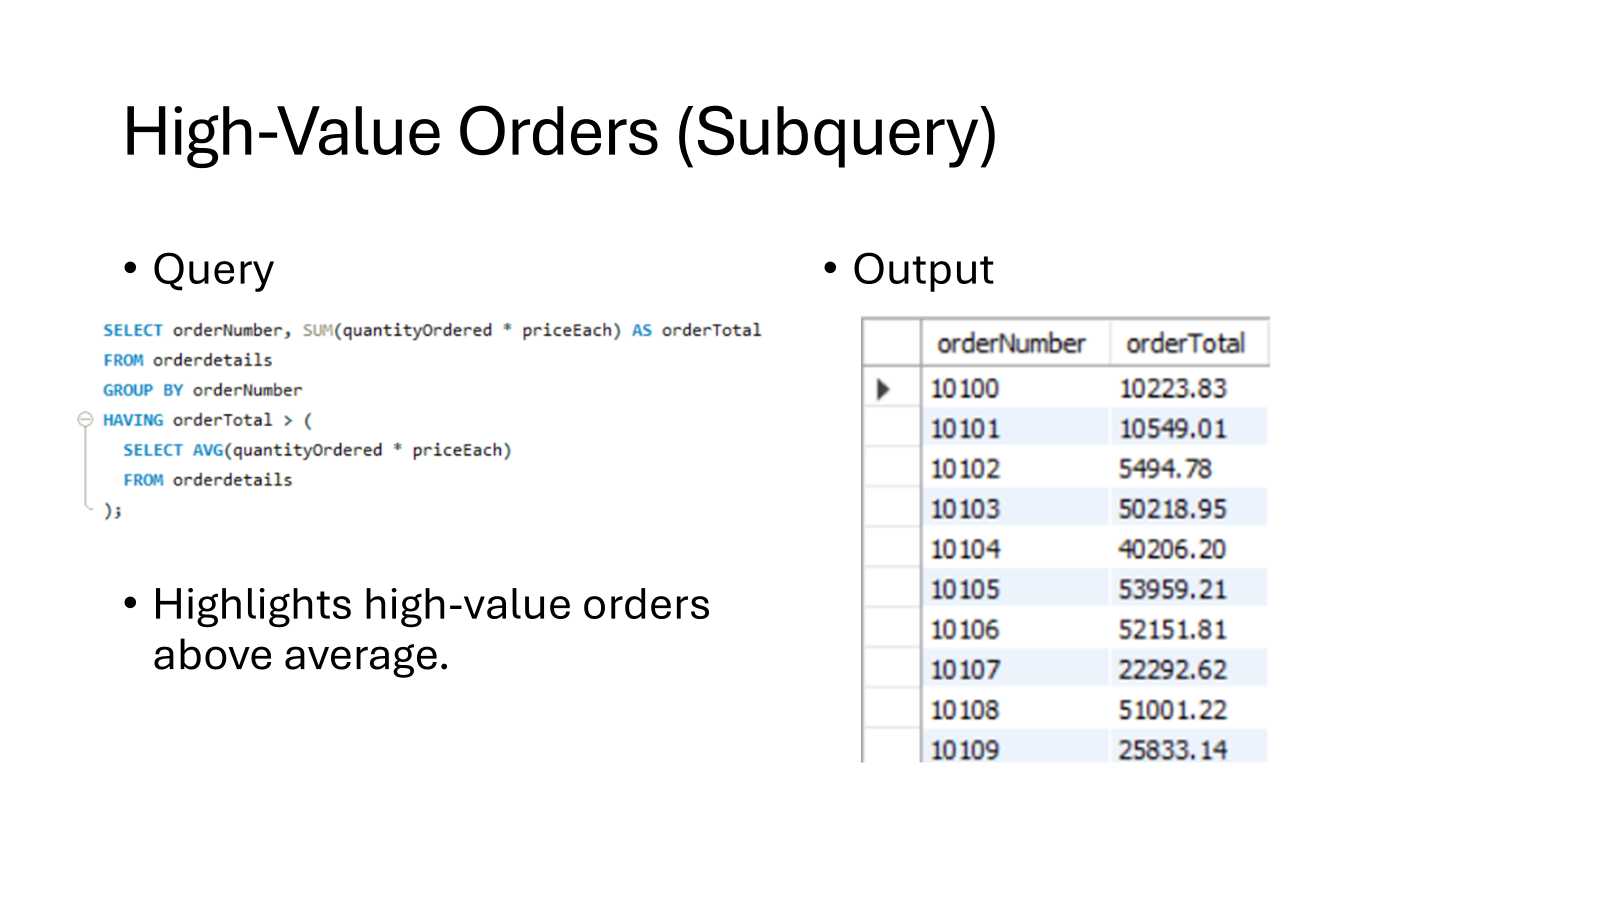 High-Value Orders (Subquery)
• Query
SELECT orderNumber, SUM(quantityOrdered * priceEach) AS orderTotal
FROM orderdetails
GROUP BY orderNumber
HAVING orderTotal > (
SELECT AVG(quantityOrdered * priceEach)
FROM orderdetails
);
• Highlights high-value orders
above average.
• Output
orderNumber orderTotal
10100 10223.83
10101 10549.01
10102 5494.78
10103 50218.95
10104 40206.20
10105 53959.21
10106 52151.81
10107 22292.62
10108 51001.22
10109 25833.14